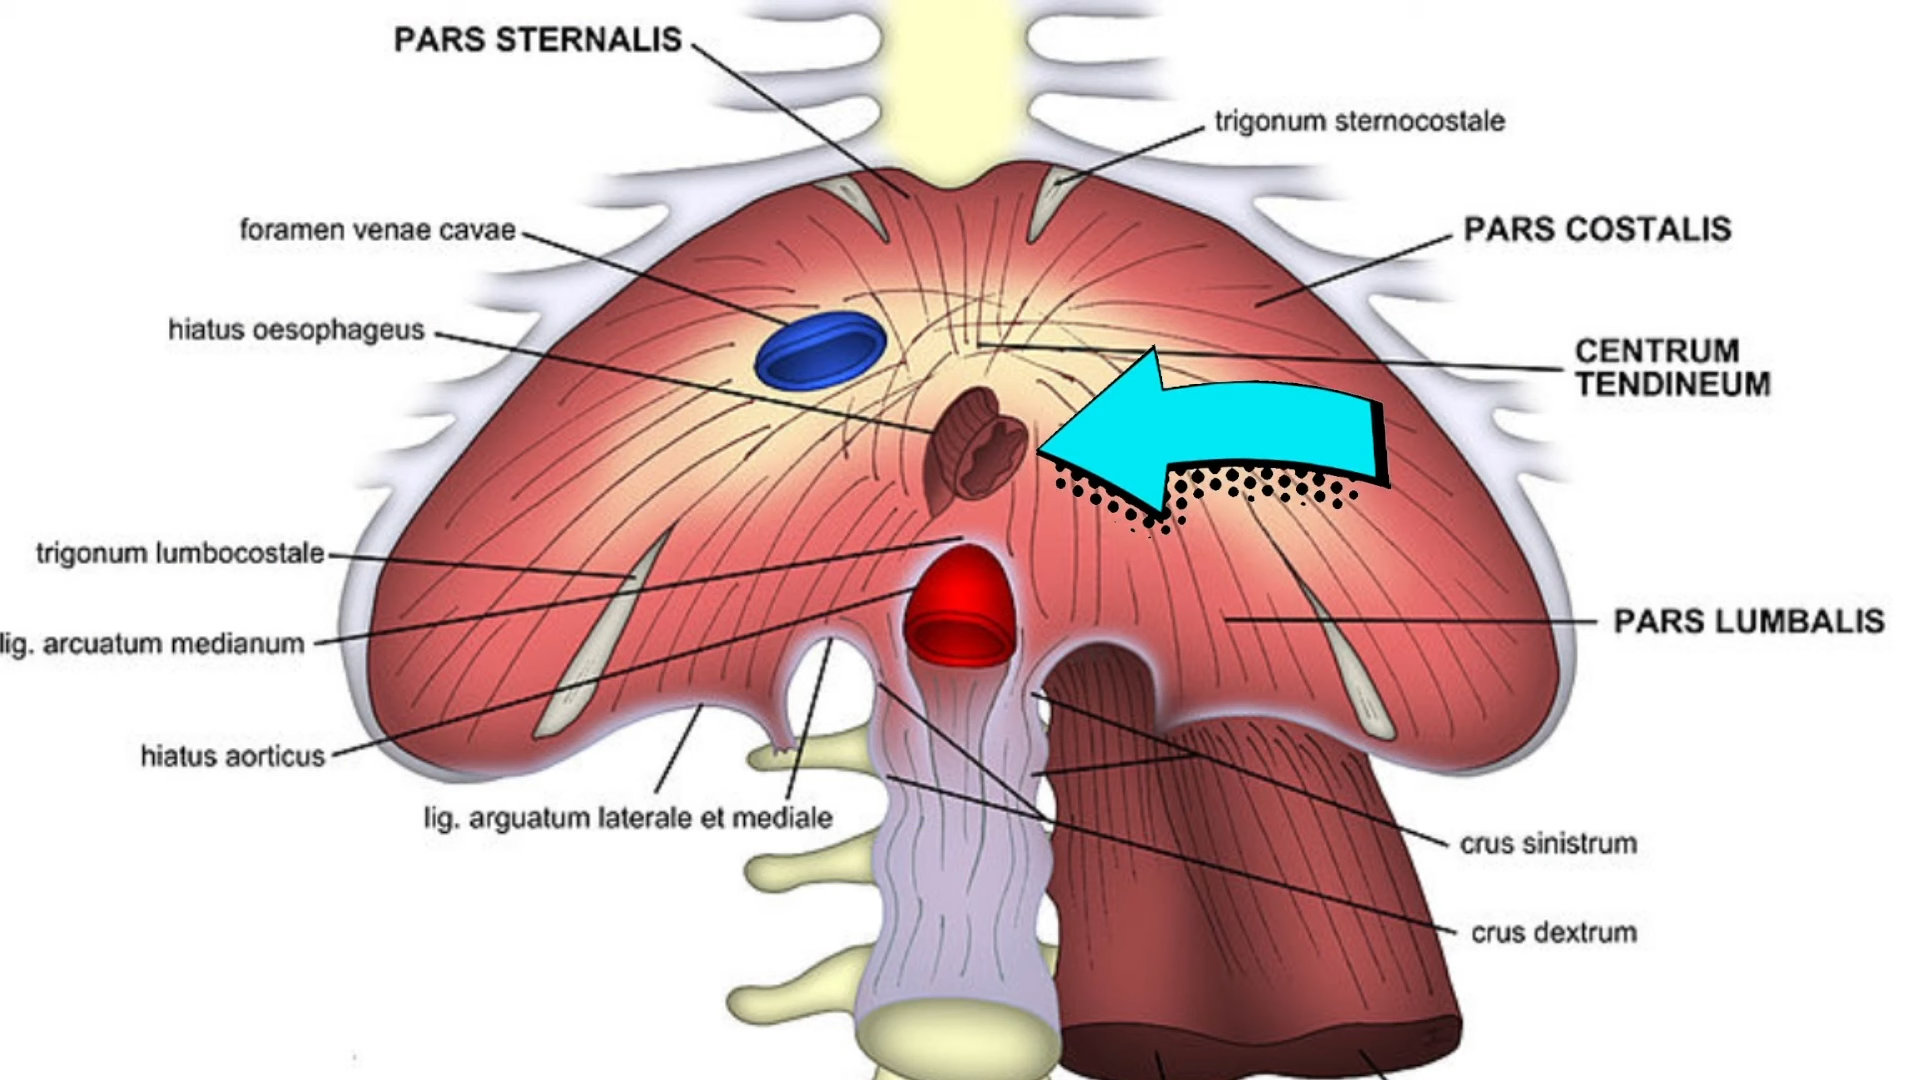 PARS STERNALIS
trigonum sternocostale
foramen venae cavae
PARS COSTALIS
hiatus oesophageus
CENTRUM
TENDINEUM
trigonum lumbocostale
PARS LUMBALIS
lig. arcuatum medianum
hiatus aorticus
lig. arguatum laterale et mediale
crus sinistrum
crus dextrum